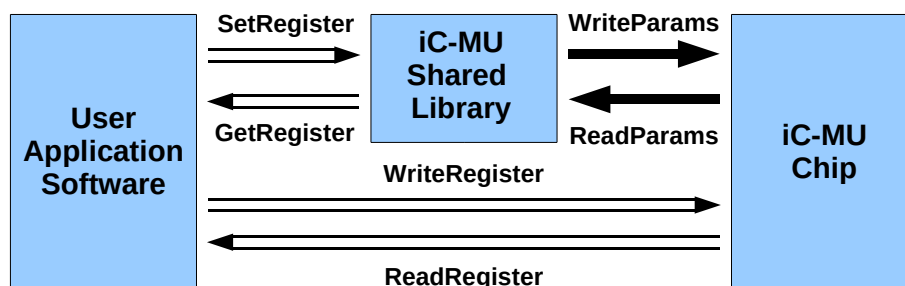 SetRegister
iC-MU
Shared
Library
WriteParams
GetRegister
ReadParams
User
Application
Software
iC-MU
Chip
WriteRegister
ReadRegister